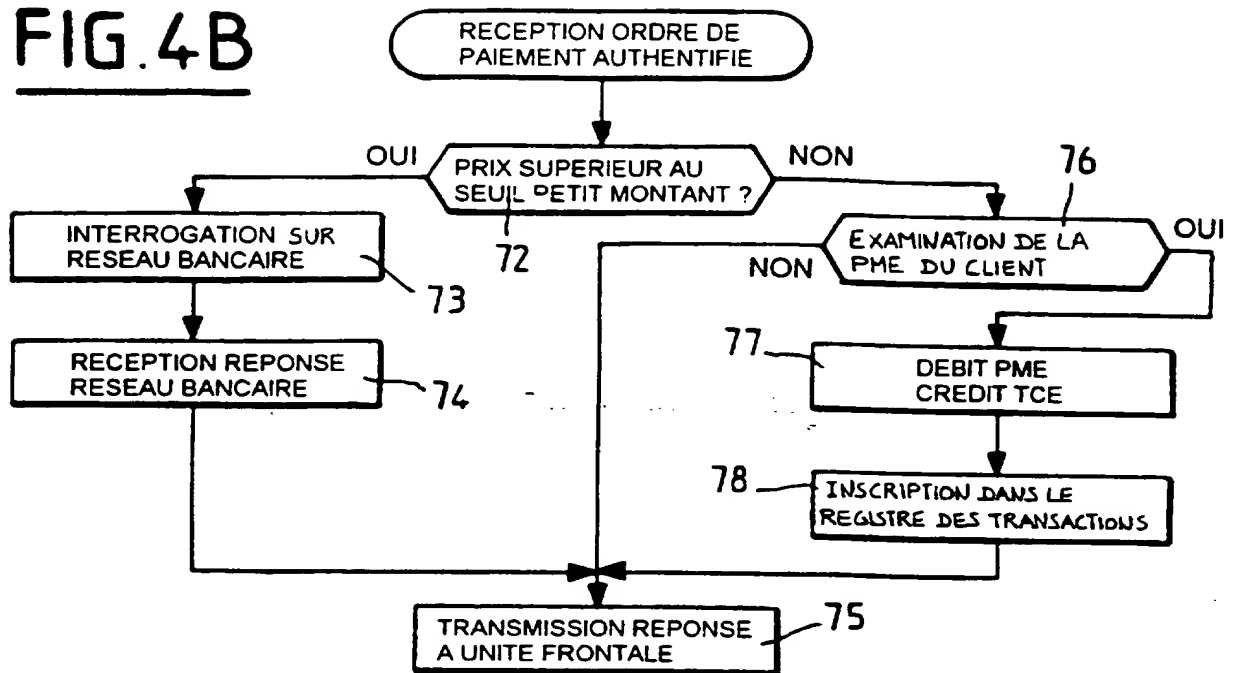 FIG.4B
RECEPTION ORDRE DE
PAIEMENT AUTHENTIFIE
OUI
PRIX SUPERIEUR AU
SEUIL PETIT MONTANT ?
NON
72
76
INTERROGATION SUR
RESEAU BANCAIRE
73
EXAMINATION DE LA
PME DU CLIENT
NON
OUI
RECEPTION REPONSE
RESEAU BANCAIRE
74
77
DEBIT PME
CREDIT TCE
78
INSCRIPTION DANS LE
REGISTRE DES TRANSACTIONS
TRANSMISSION REPONSE
A UNITE FRONTALE
75